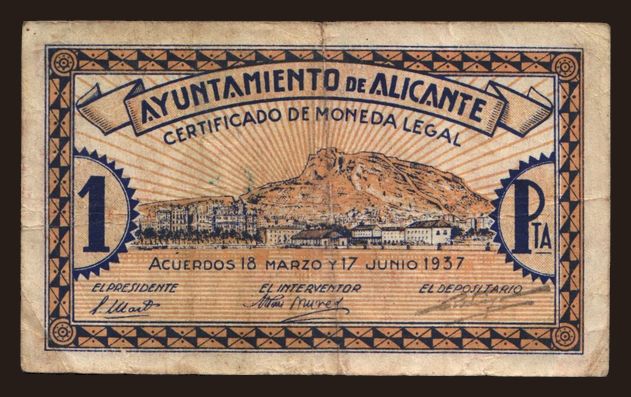 AYUNTAMIENTO DE ALICANTE
CERTIFICADO DE MONEDA LEGAL
1 PTA
ACUERDOS 18 MARZO Y 17 JUNIO 1937
EL PRESIDENTE EL INTERVENTOR EL DEPOSITARIO